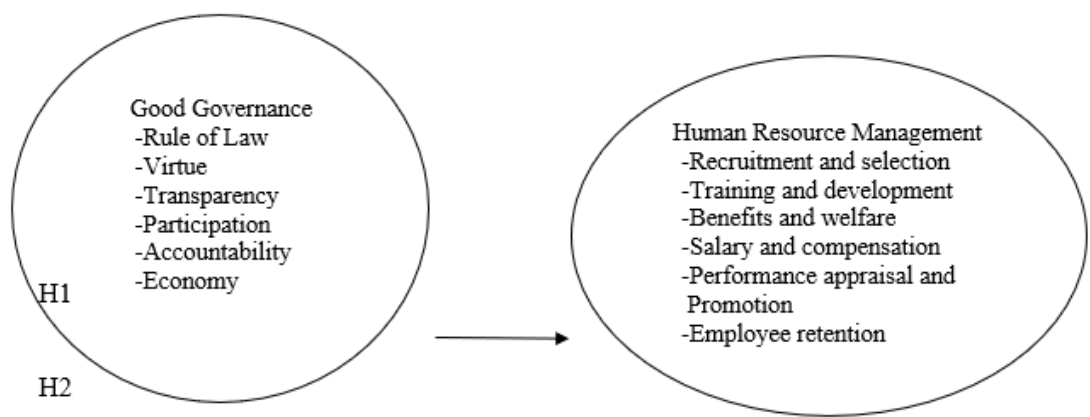 Good Governance
-Rule of Law
-Virtue
-Transparency
-Participation
-Accountability
-Economy
H1
H2
Human Resource Management
-Recruitment and selection
-Training and development
-Benefits and welfare
-Salary and compensation
-Performance appraisal and
Promotion
-Employee retention